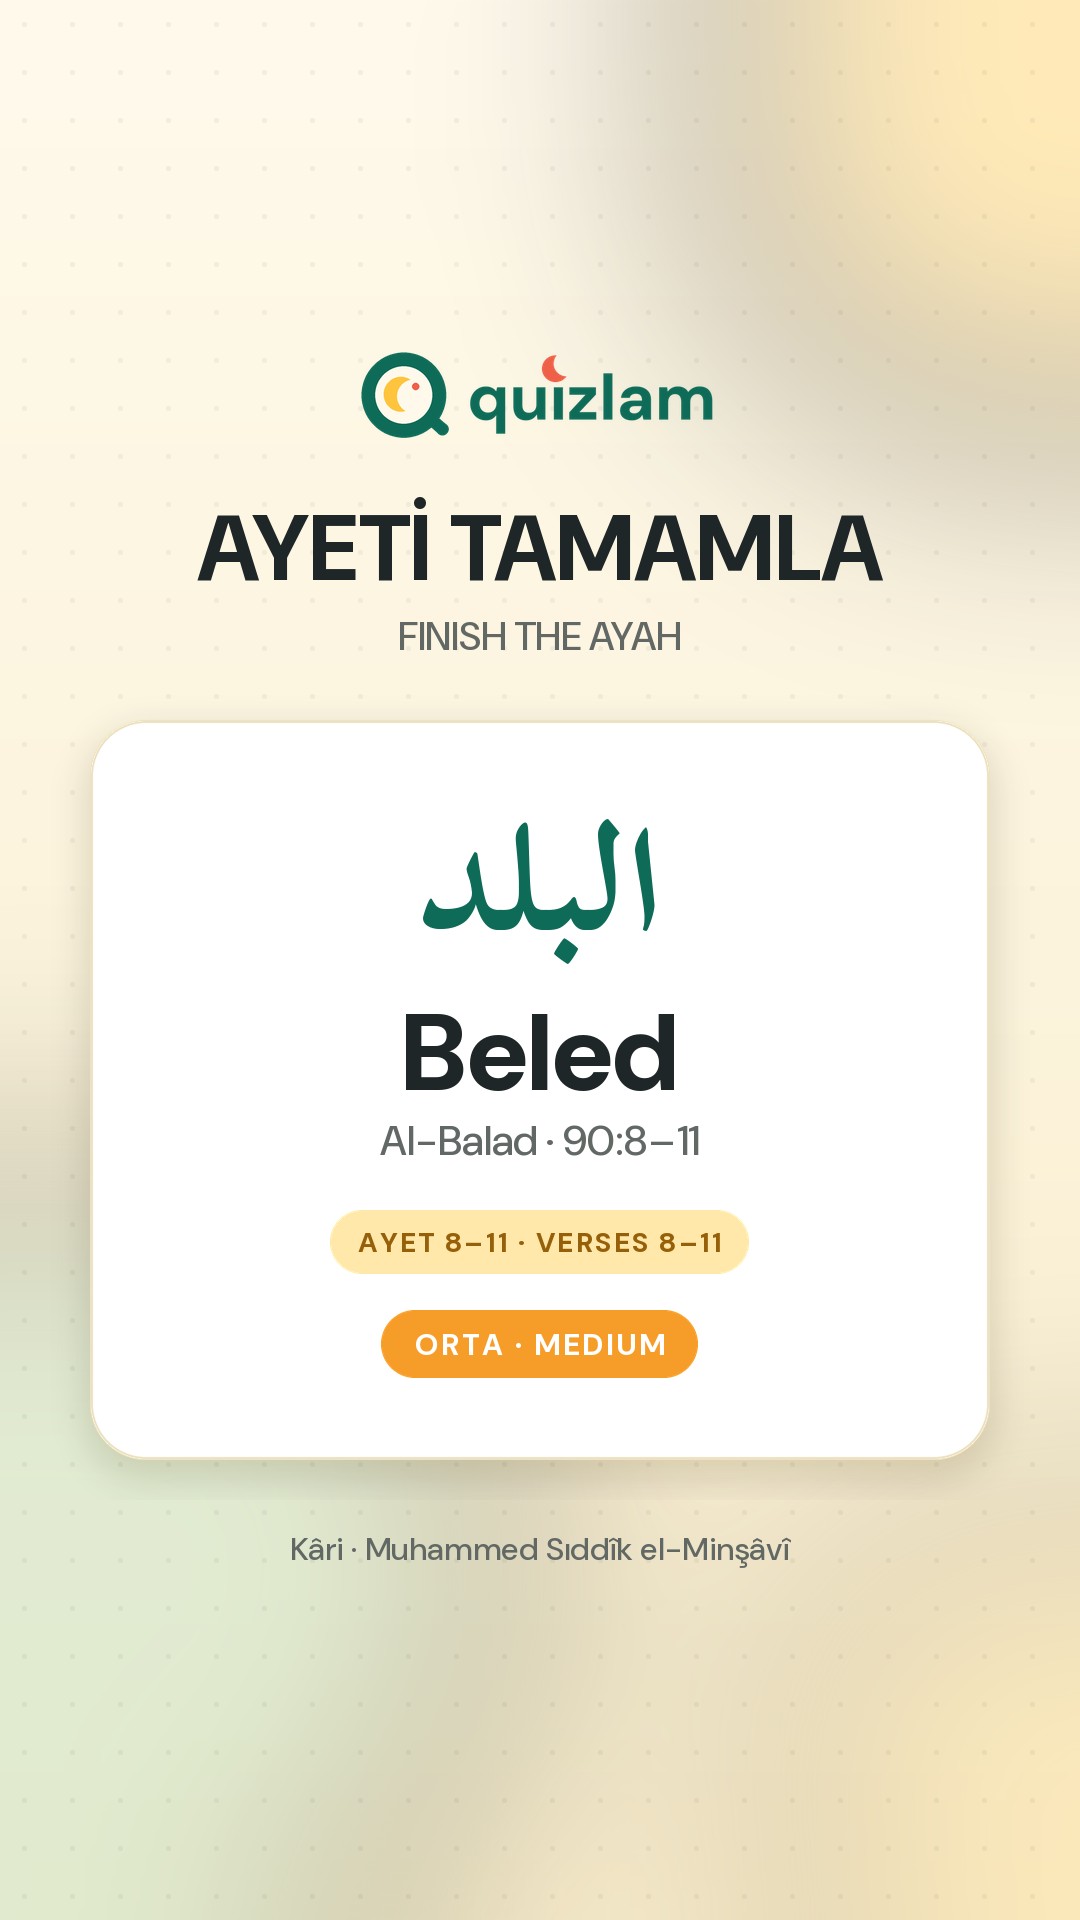 quizlam
AYETİ TAMAMLA
FINISH THE AYAH
البلد
Beled
Al-Balad · 90:8–11
AYET 8–11 · VERSES 8–11
ORTA · MEDIUM
Kâri · Muhammed Sıddîk el-Minşâvî